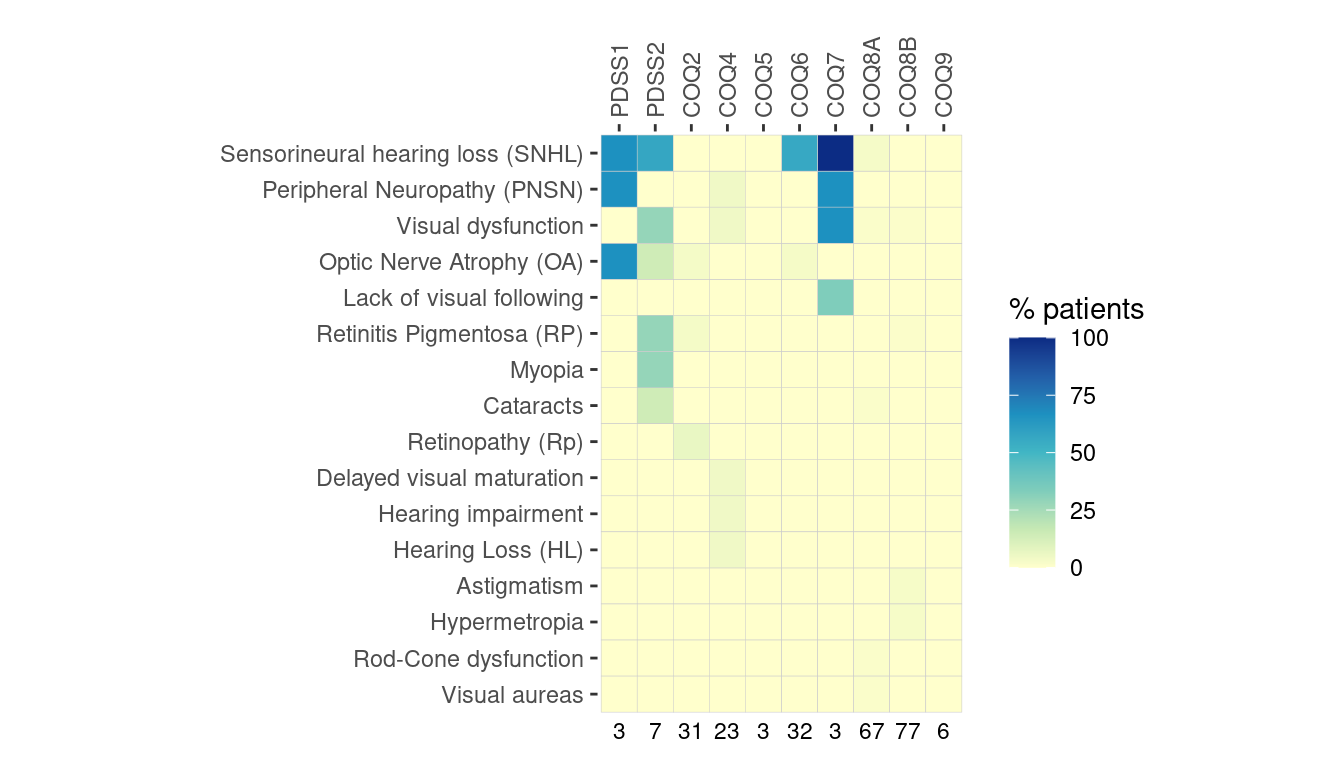 PDSS1 PDSS2 COQ2 COQ4 COQ5 COQ6 COQ7 COQ8A COQ8B COQ9
Sensorineural hearing loss (SNHL)
Peripheral Neuropathy (PNSN)
Visual dysfunction
Optic Nerve Atrophy (OA)
Lack of visual following
Retinitis Pigmentosa (RP)
Myopia
Cataracts
Retinopathy (Rp)
Delayed visual maturation
Hearing impairment
Hearing Loss (HL)
Astigmatism
Hypermetropia
Rod-Cone dysfunction
Visual aureas
3 7 31 23 3 32 3 67 77 6
% patients
100
75
50
25
0